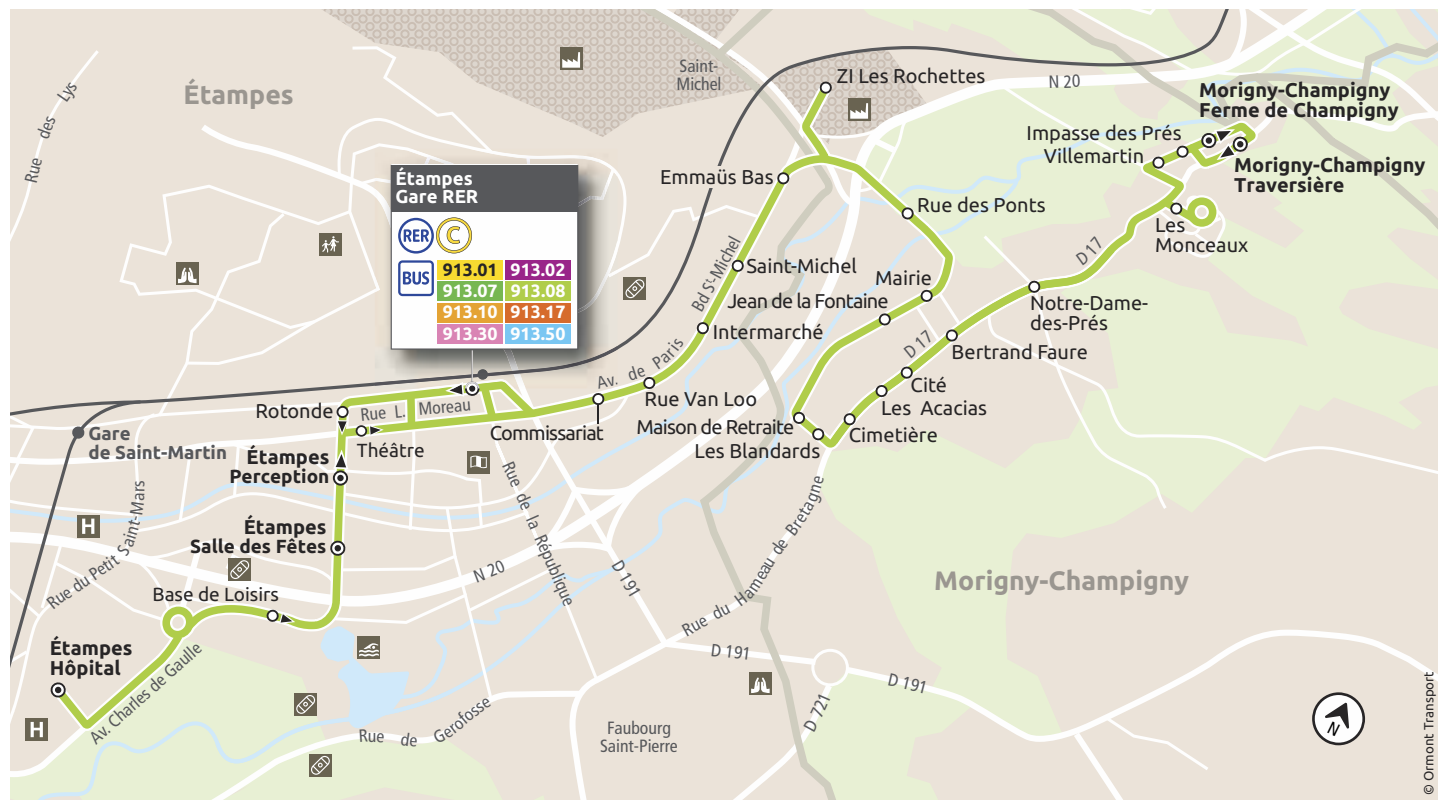 Étampes
Rue des Lys
Saint-
Michel
ZI Les Rochettes
N 20
Morigny-Champigny
Ferme de Champigny
Impasse des Prés
Villemartin
Morigny-Champigny
Traversière
Les
Monceaux
Étampes
Gare RER
RER C
BUS
913.01 913.02
913.07 913.08
913.10 913.17
913.30 913.50
Emmaüs Bas
Rue des Ponts
D 17
Bd St-Michel
Saint-Michel
Mairie
Jean de la Fontaine
Notre-Dame-
des-Prés
Intermarché
D 17
Bertrand Faure
Av. de Paris
Cité
Rue Van Loo
Les Acacias
Rotonde
Rue L. Moreau
Commissariat
Maison de Retraite
Cimetière
Gare
de Saint-Martin
Théâtre
Les Blandards
Étampes
Perception
Rue du Petit Saint-Mars
H
Étampes
Salle des Fêtes
Rue de la République
Rue du Hameau de Bretagne
N 20
D 191
Base de Loisirs
Morigny-Champigny
Étampes
Hôpital
Av. Charles de Gaulle
D 191
D 191
D 721
H
Rue de Gerofosse
Faubourg
Saint-Pierre
N
© Ormont Transport